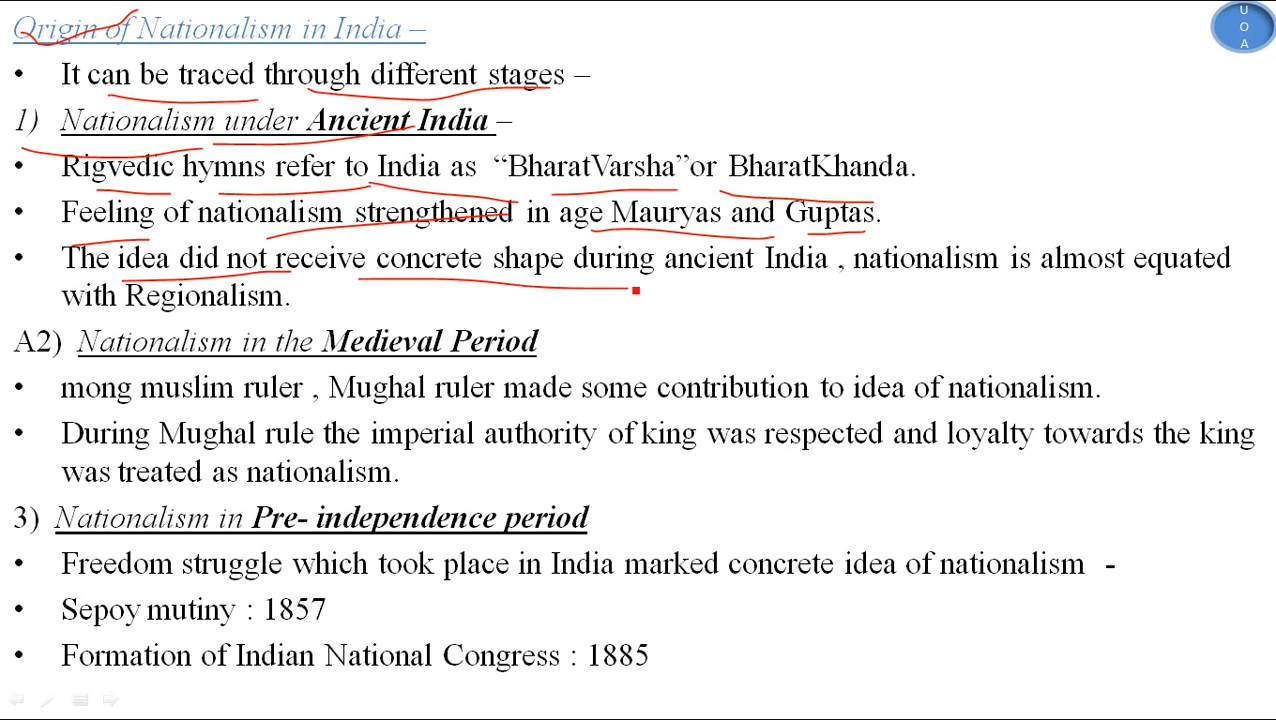 Origin of Nationalism in India –
U
O
A
• It can be traced through different stages –
1) Nationalism under Ancient India –
• Rigvedic hymns refer to India as “BharatVarsha”or BharatKhanda.
• Feeling of nationalism strengthened in age Mauryas and Guptas.
• The idea did not receive concrete shape during ancient India , nationalism is almost equated
with Regionalism.
A2) Nationalism in the Medieval Period
• mong muslim ruler , Mughal ruler made some contribution to idea of nationalism.
• During Mughal rule the imperial authority of king was respected and loyalty towards the king
was treated as nationalism.
3) Nationalism in Pre- independence period
• Freedom struggle which took place in India marked concrete idea of nationalism -
• Sepoy mutiny : 1857
• Formation of Indian National Congress : 1885